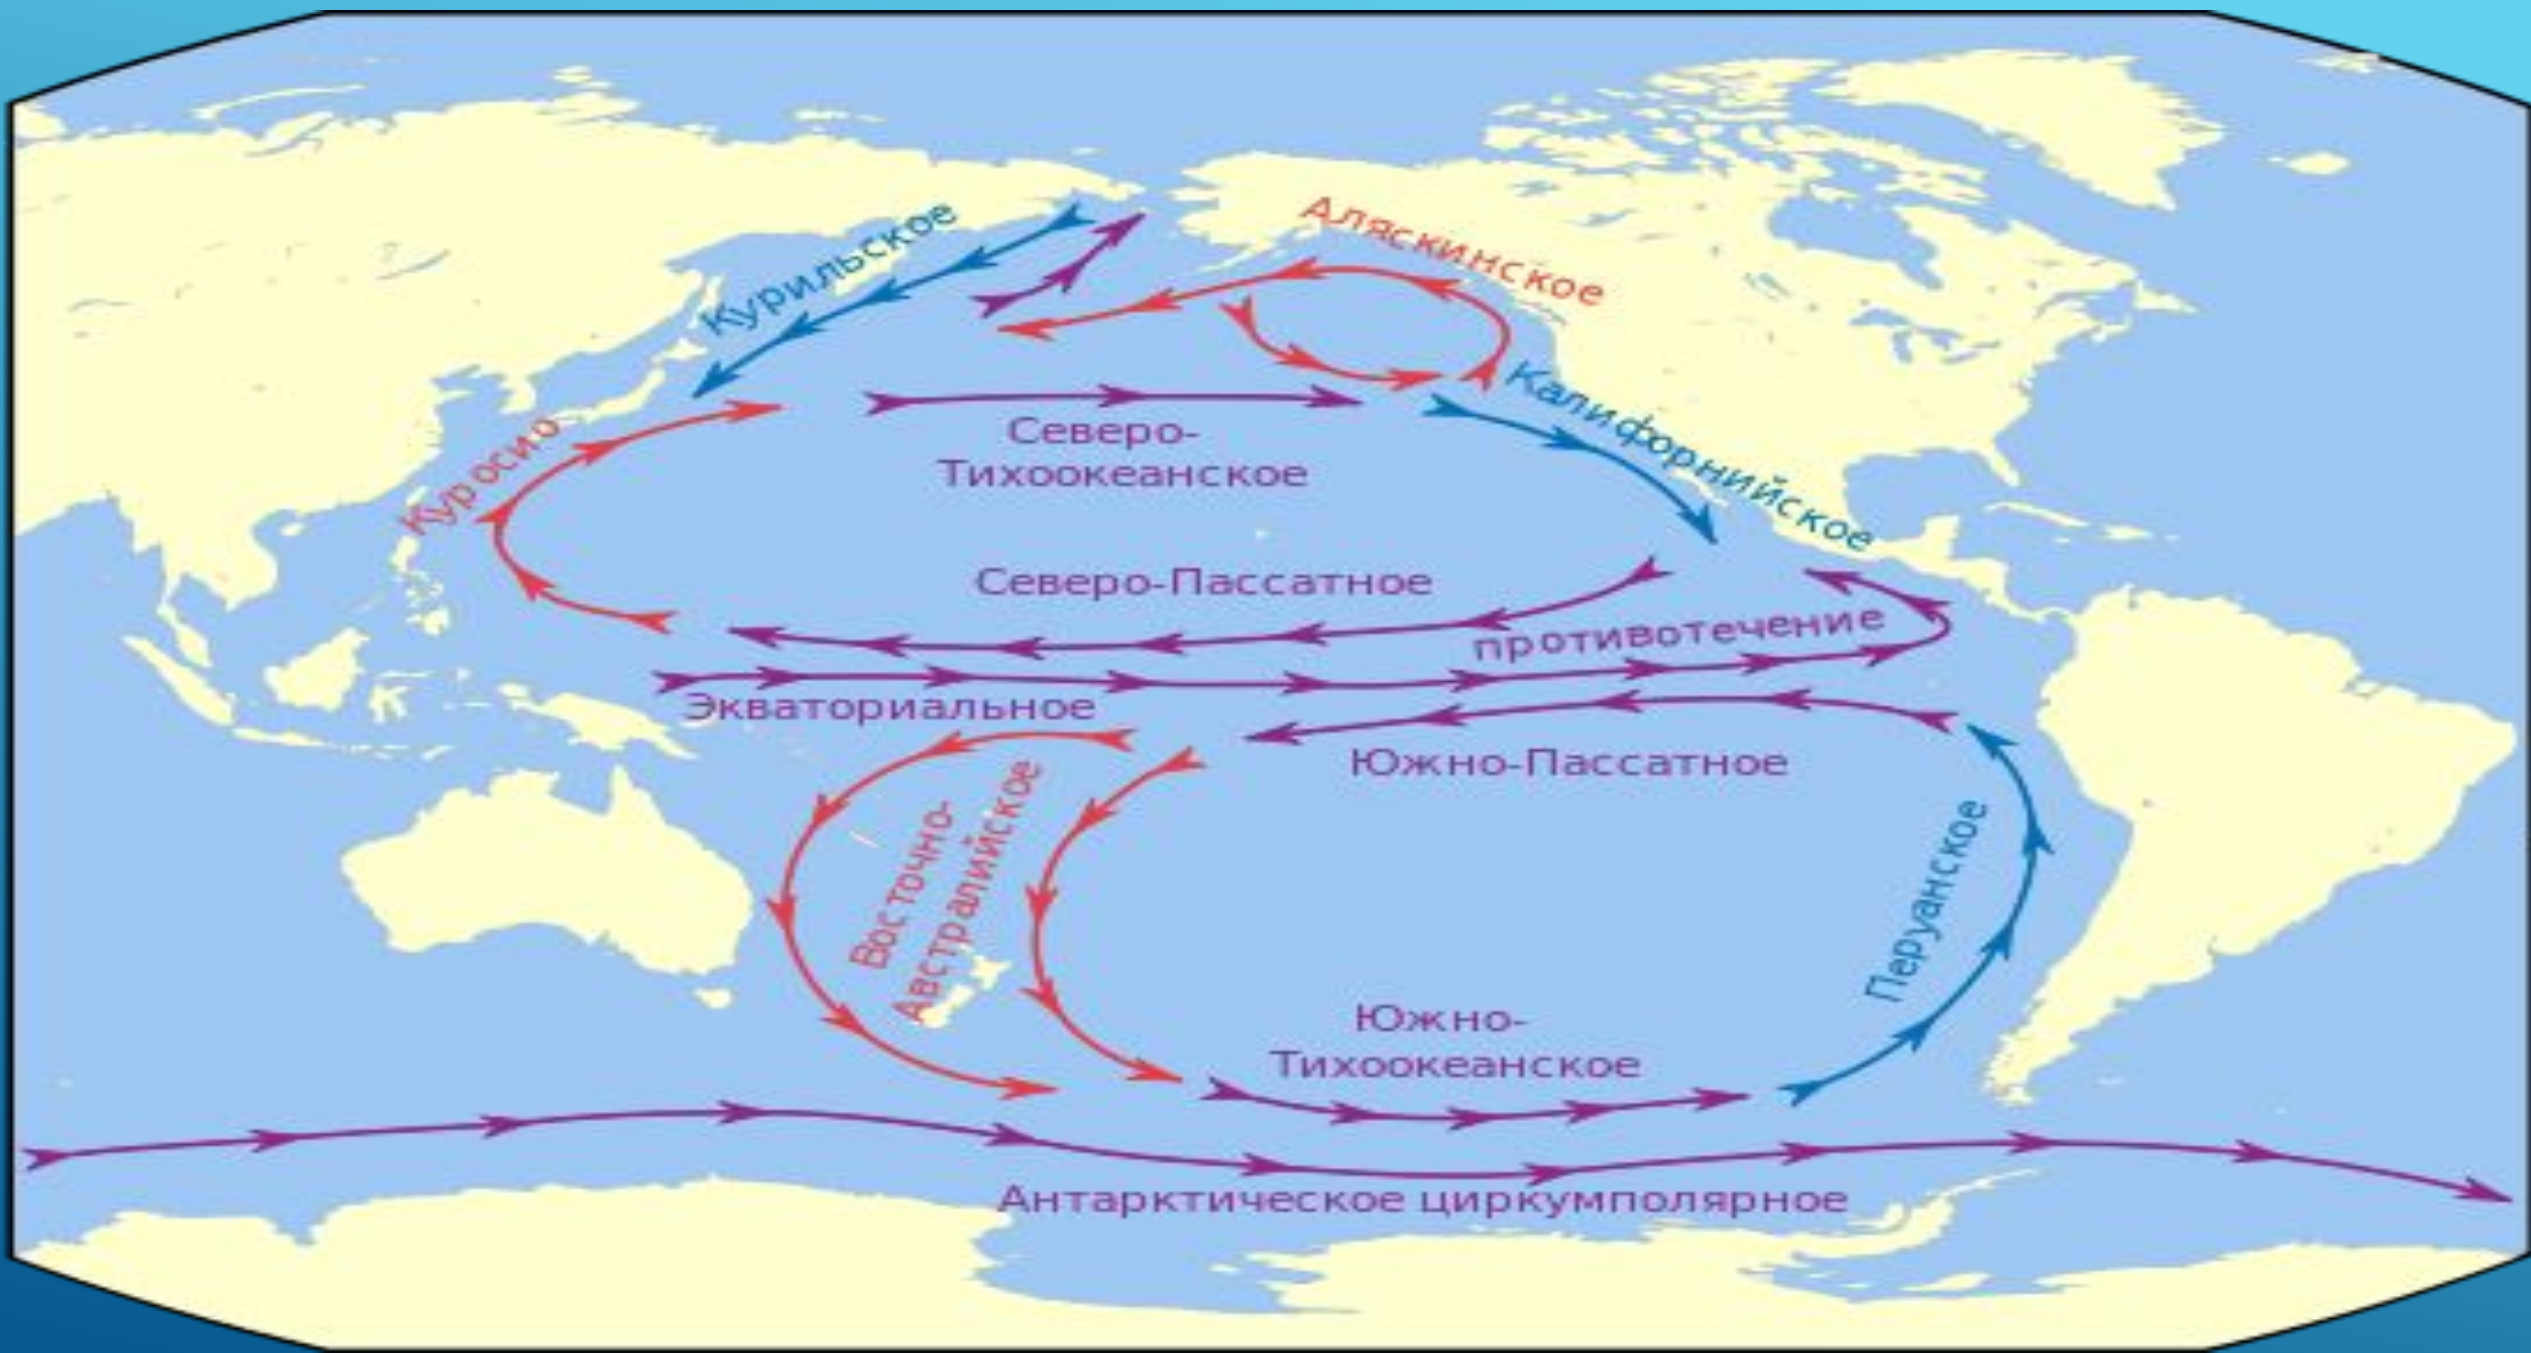 Курильское
Аляскинское
Куросио
Калифорнийское
Северо-
Тихоокеанское
Северо-Пассатное
противотечение
Экваториальное
Южно-Пассатное
Восточно-
Австралийское
Перуанское
Южно-
Тихоокеанское
Антарктическое циркумполярное